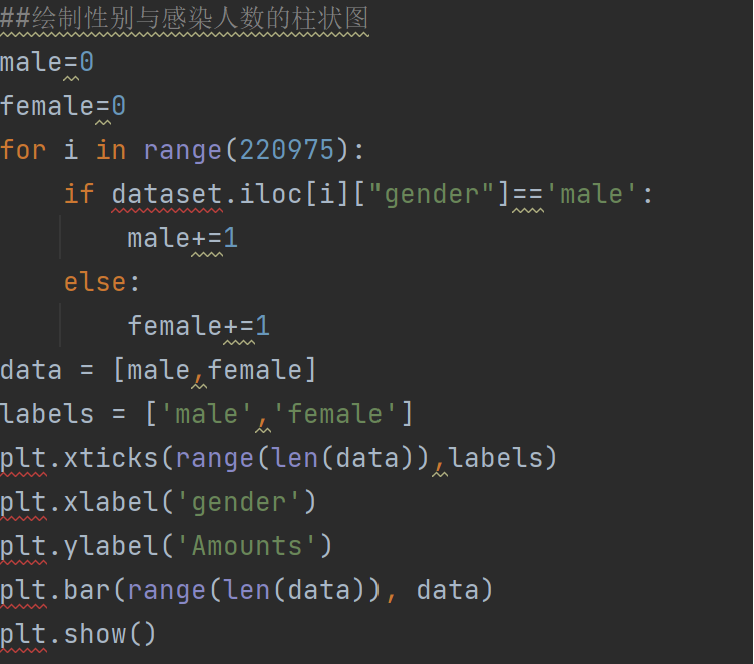 ##绘制性别与感染人数的柱状图
male=0
female=0
for i in range(220975):
    if dataset.iloc[i]["gender"]=='male':
        male+=1
    else:
        female+=1
data = [male,female]
labels = ['male','female']
plt.xticks(range(len(data)),labels)
plt.xlabel('gender')
plt.ylabel('Amounts')
plt.bar(range(len(data)), data)
plt.show()